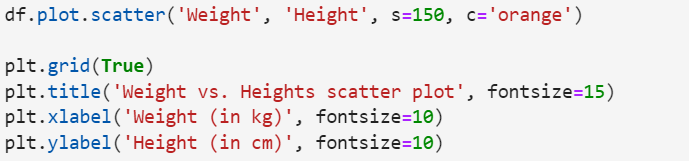 df.plot.scatter('Weight', 'Height', s=150, c='orange')
plt.grid(True)
plt.title('Weight vs. Heights scatter plot', fontsize=15)
plt.xlabel('Weight (in kg)', fontsize=10)
plt.ylabel('Height (in cm)', fontsize=10)